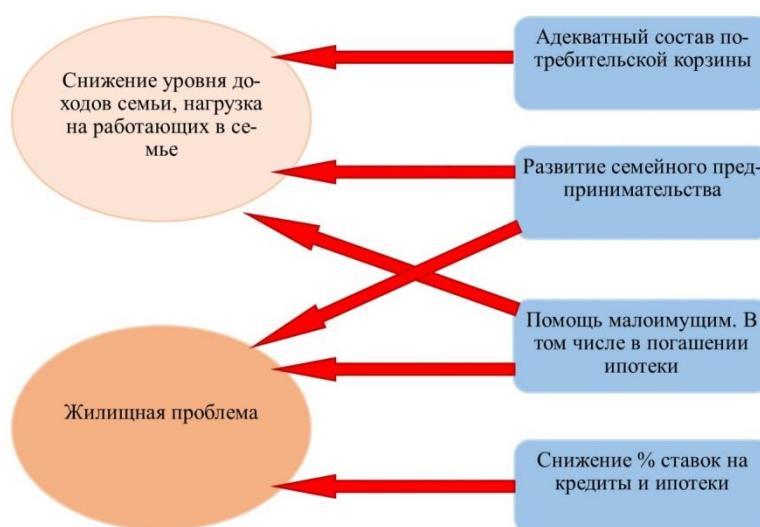 Снижение уровня до-
ходов семьи, нагрузка
на работающих в се-
мье
Жилищная проблема
Адекватный состав по-
требительской корзины
Развитие семейного пред-
принимательства
Помощь малоимущим. В
том числе в погашении
ипотеки
Снижение % ставок на
кредиты и ипотеки